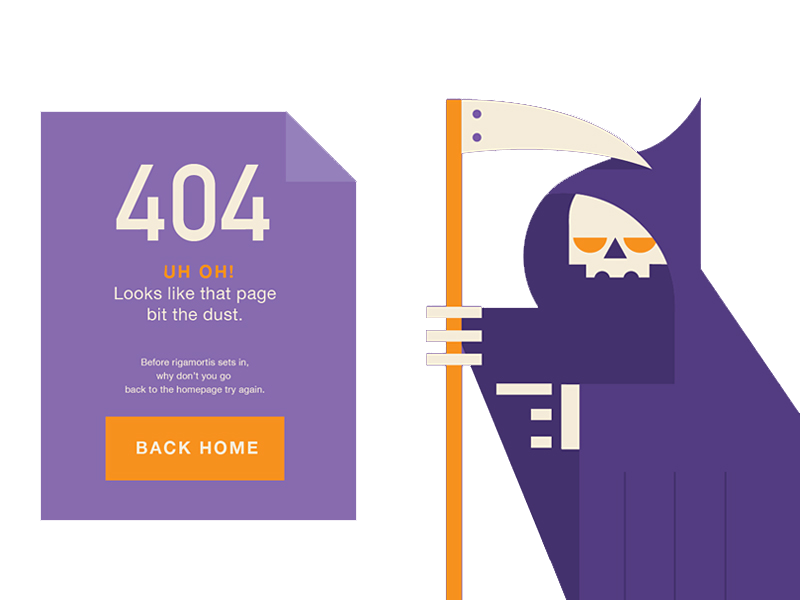 404
UH OH!
Looks like that page
bit the dust.
Before rigamortis sets in,
why don't you go
back to the homepage try again.
BACK HOME